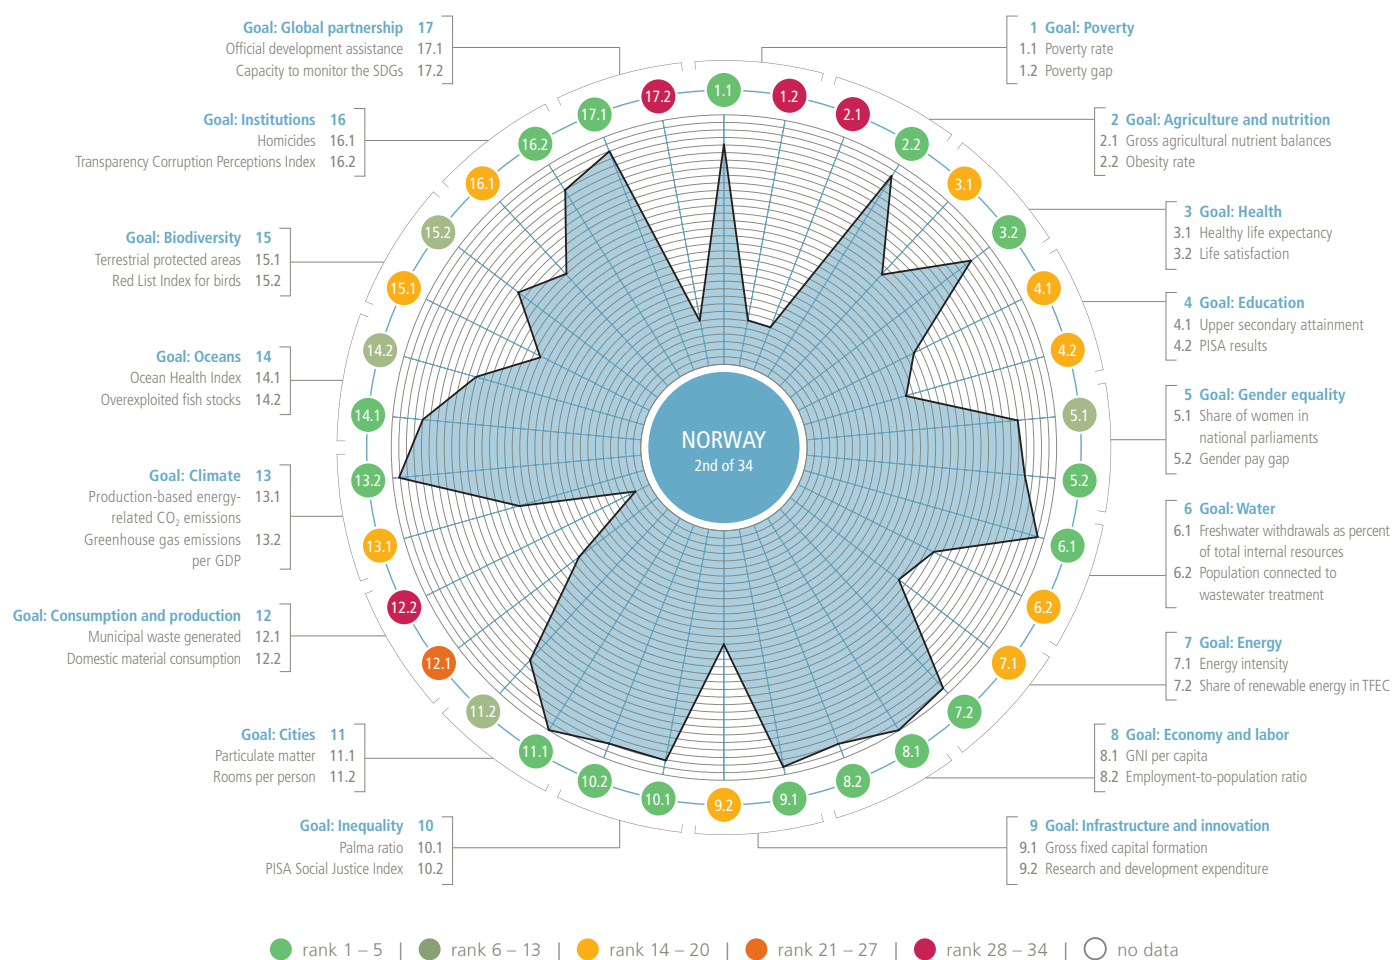 Goal: Global partnership 17
Official development assistance 17.1
Capacity to monitor the SDGs 17.2
Goal: Institutions 16
Homicides 16.1
Transparency Corruption Perceptions Index 16.2
Goal: Biodiversity 15
Terrestrial protected areas 15.1
Red List Index for birds 15.2
Goal: Oceans 14
Ocean Health Index 14.1
Overexploited fish stocks 14.2
Goal: Climate 13
Production-based energy- 13.1
related CO₂ emissions
Greenhouse gas emissions 13.2
per GDP
Goal: Consumption and production 12
Municipal waste generated 12.1
Domestic material consumption 12.2
Goal: Cities 11
Particulate matter 11.1
Rooms per person 11.2
Goal: Inequality 10
Palma ratio 10.1
PISA Social Justice Index 10.2
1 Goal: Poverty
1.1 Poverty rate
1.2 Poverty gap
2 Goal: Agriculture and nutrition
2.1 Gross agricultural nutrient balances
2.2 Obesity rate
3 Goal: Health
3.1 Healthy life expectancy
3.2 Life satisfaction
4 Goal: Education
4.1 Upper secondary attainment
4.2 PISA results
5 Goal: Gender equality
5.1 Share of women in
national parliaments
5.2 Gender pay gap
6 Goal: Water
6.1 Freshwater withdrawals as percent
of total internal resources
6.2 Population connected to
wastewater treatment
7 Goal: Energy
7.1 Energy intensity
7.2 Share of renewable energy in TFEC
8 Goal: Economy and labor
8.1 GNI per capita
8.2 Employment-to-population ratio
9 Goal: Infrastructure and innovation
9.1 Gross fixed capital formation
9.2 Research and development expenditure
1.1
1.2
2.1
2.2
3.1
3.2
4.1
4.2
5.1
5.2
6.1
6.2
7.1
7.2
8.1
8.2
9.1
9.2
10.1
10.2
11.1
11.2
12.1
12.2
13.1
13.2
14.1
14.2
15.1
15.2
16.1
16.2
17.1
17.2
NORWAY
2nd of 34
rank 1 – 5 | rank 6 – 13 | rank 14 – 20 | rank 21 – 27 | rank 28 – 34 | no data